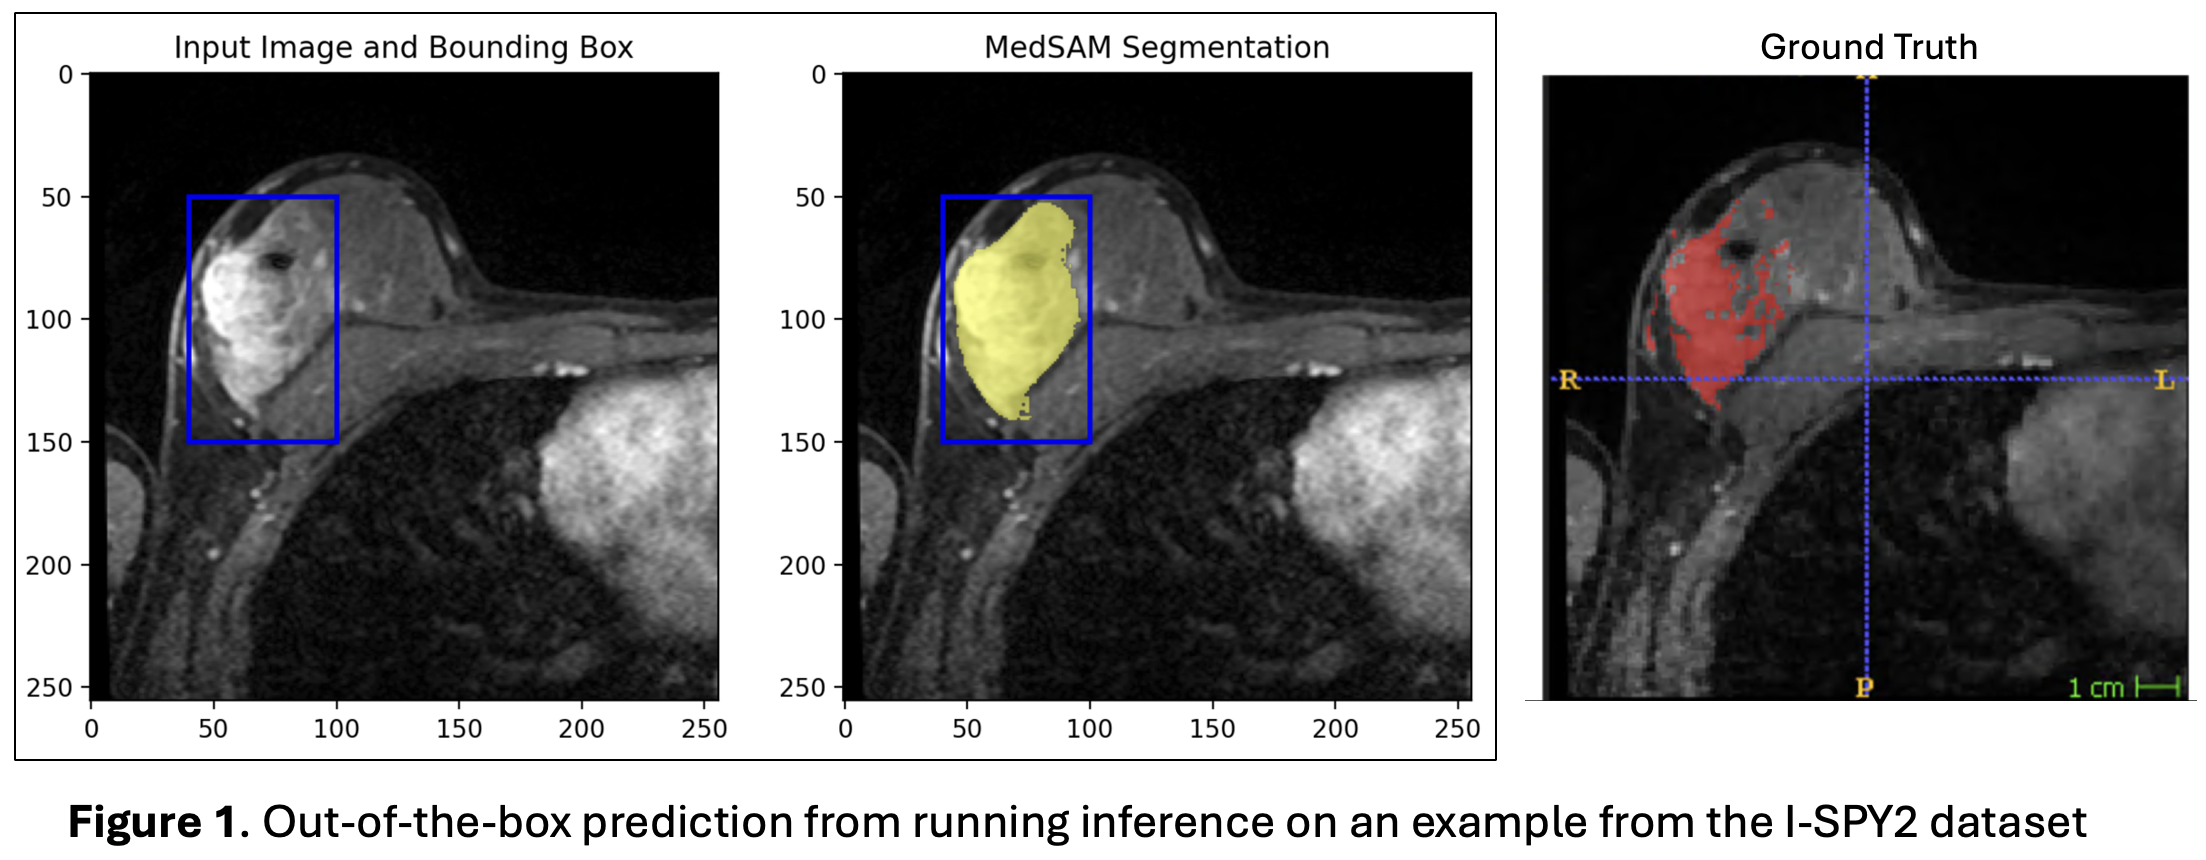 Input Image and Bounding Box
0
50
100
150
200
250
0 50 100 150 200 250
MedSAM Segmentation
0
50
100
150
200
250
0 50 100 150 200 250
Ground Truth
R L
P
1 cm
Figure 1. Out-of-the-box prediction from running inference on an example from the I-SPY2 dataset